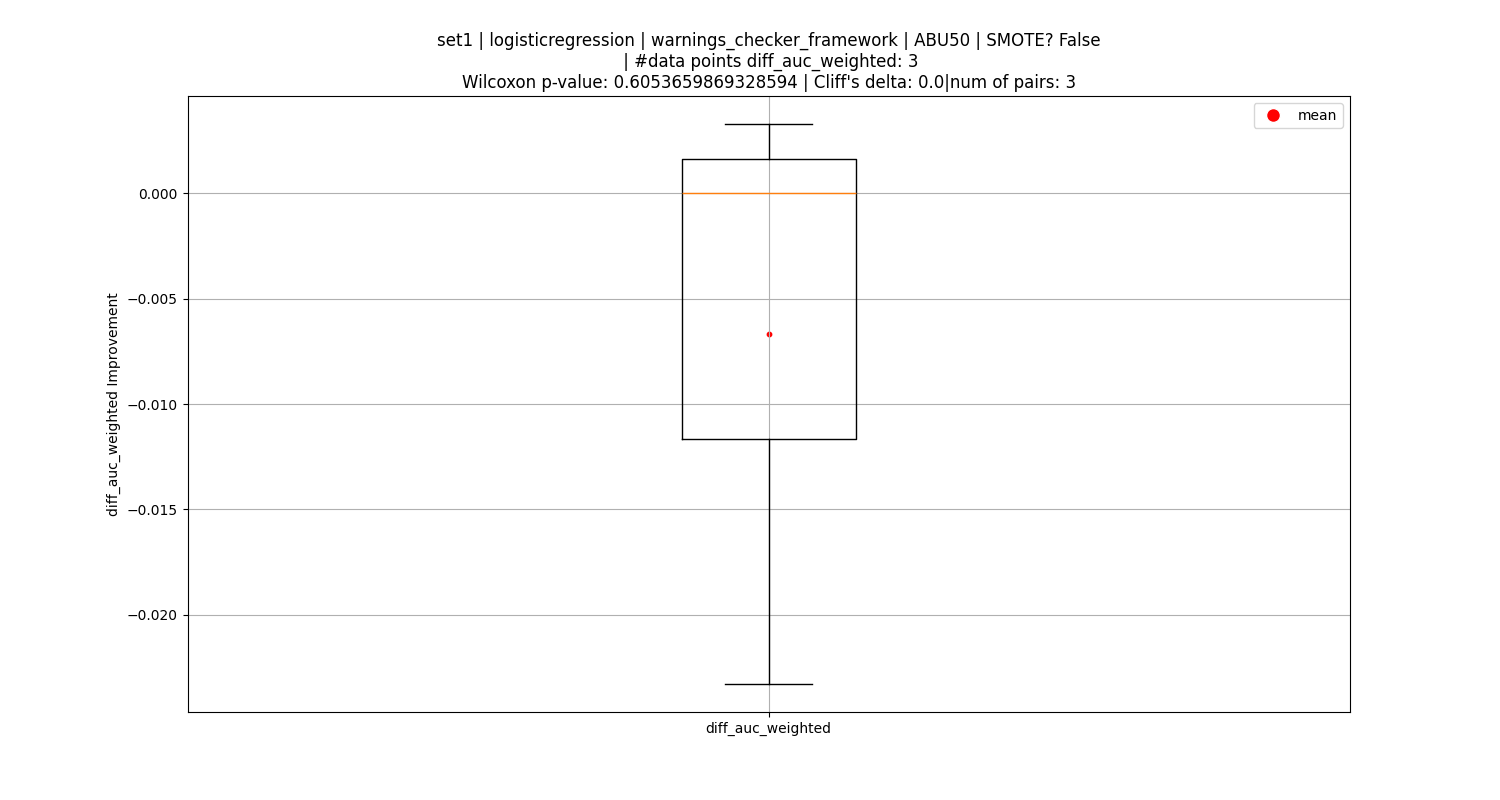 set1 | logisticregression | warnings_checker_framework | ABU50 | SMOTE? False
| #data points diff_auc_weighted: 3
Wilcoxon p-value: 0.6053659869328594 | Cliff's delta: 0.0|num of pairs: 3
mean
0.000
−0.005
−0.010
−0.015
−0.020
diff_auc_weighted Improvement
diff_auc_weighted